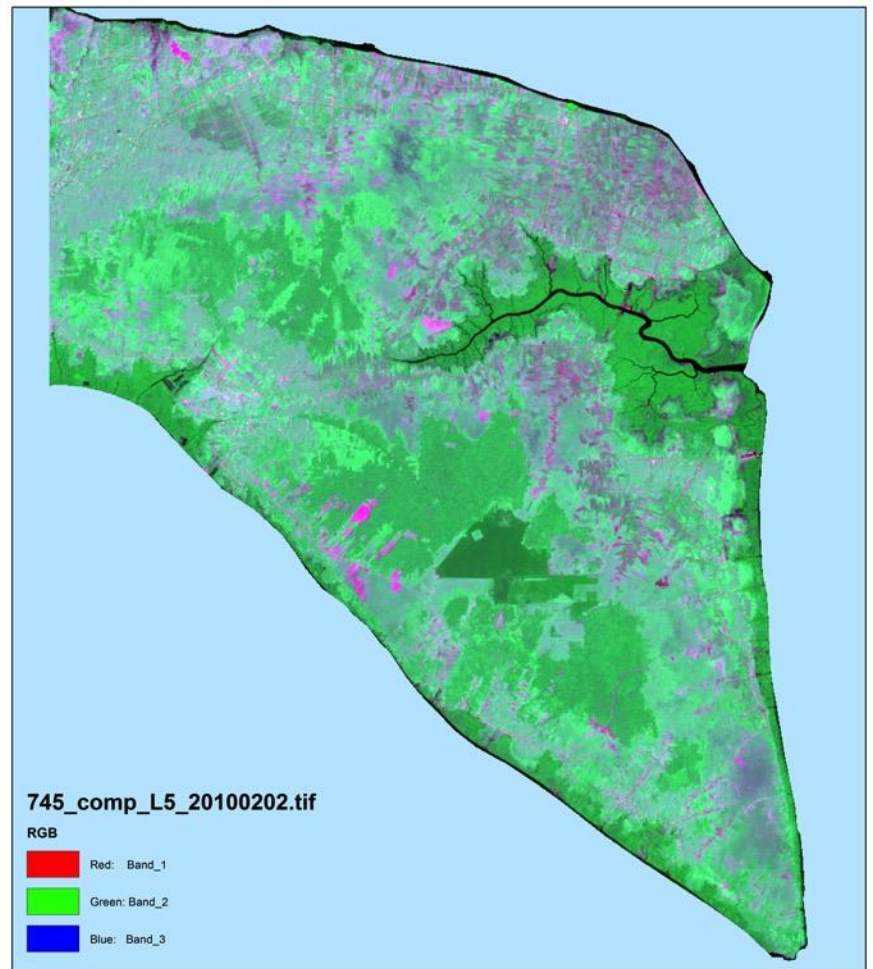 745_comp_L5_20100202.tif
RGB
Red: Band_1
Green: Band_2
Blue: Band_3